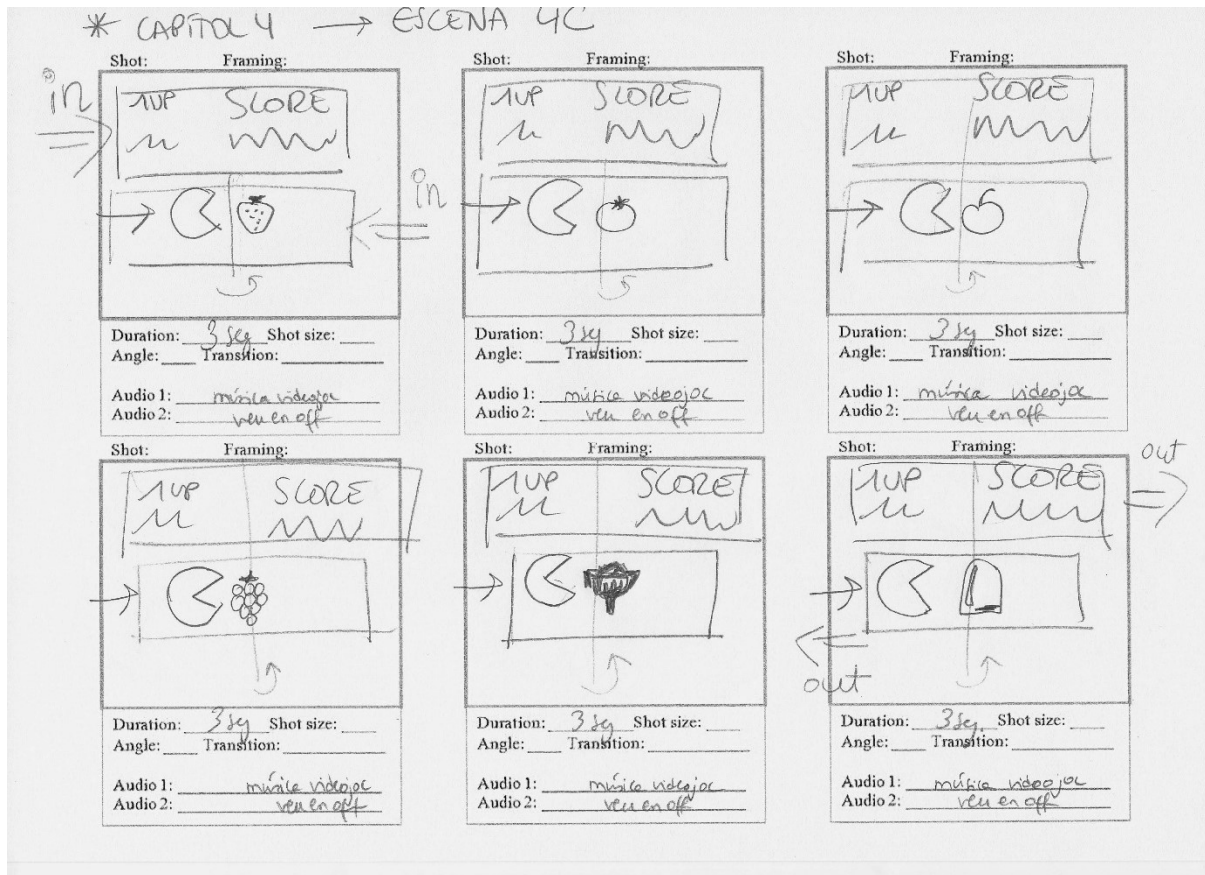 * CAPÍTOL 4 → ESCENA 4C
Shot: Framing:
in
1UP SCORE
in
Duration: 3 seg Shot size:
Angle: Transition:
Audio 1: música videojoc
Audio 2: veu en off
Shot: Framing:
1UP SCORE
Duration: 3 seg Shot size:
Angle: Transition:
Audio 1: música videojoc
Audio 2: veu en off
Shot: Framing:
1UP SCORE
Duration: 3 seg Shot size:
Angle: Transition:
Audio 1: música videojoc
Audio 2: veu en off
Shot: Framing:
1UP SCORE
Duration: 3 seg Shot size:
Angle: Transition:
Audio 1: música videojoc
Audio 2: veu en off
Shot: Framing:
1UP SCORE
Duration: 3 seg Shot size:
Angle: Transition:
Audio 1: música videojoc
Audio 2: veu en off
Shot: Framing:
out
1UP SCORE
out
Duration: 3 seg. Shot size:
Angle: Transition:
Audio 1: música videojoc
Audio 2: veu en off